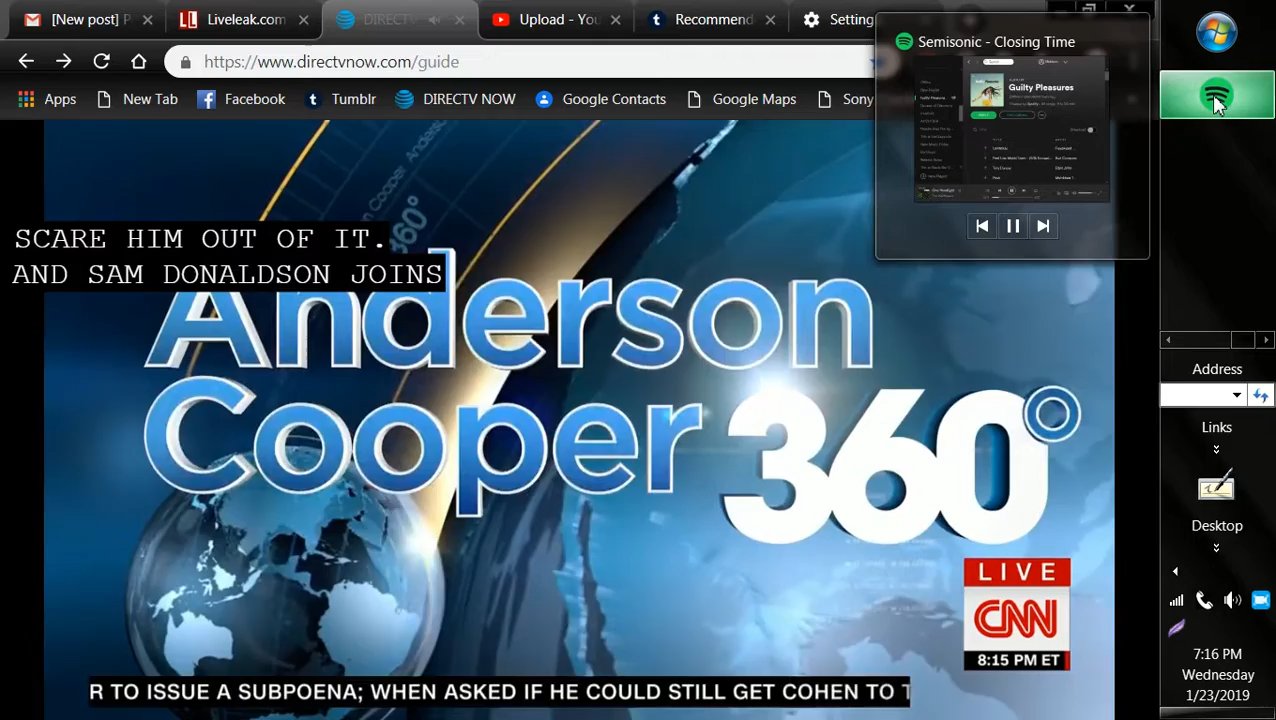 [New post] P
Liveleak.com
DIRECTV
Upload - You
Recommend
Setting
https://www.directvnow.com/guide
Apps
New Tab
Facebook
Tumblr
DIRECTV NOW
Google Contacts
Google Maps
Sony
Semisonic - Closing Time
Guilty Pleasures
SCARE HIM OUT OF IT.
AND SAM DONALDSON JOINS
Anderson
Cooper 360°
360°
LIVE
CNN
8:15 PM ET
R TO ISSUE A SUBPOENA; WHEN ASKED IF HE COULD STILL GET COHEN TO T
Address
Links
Desktop
7:16 PM
Wednesday
1/23/2019